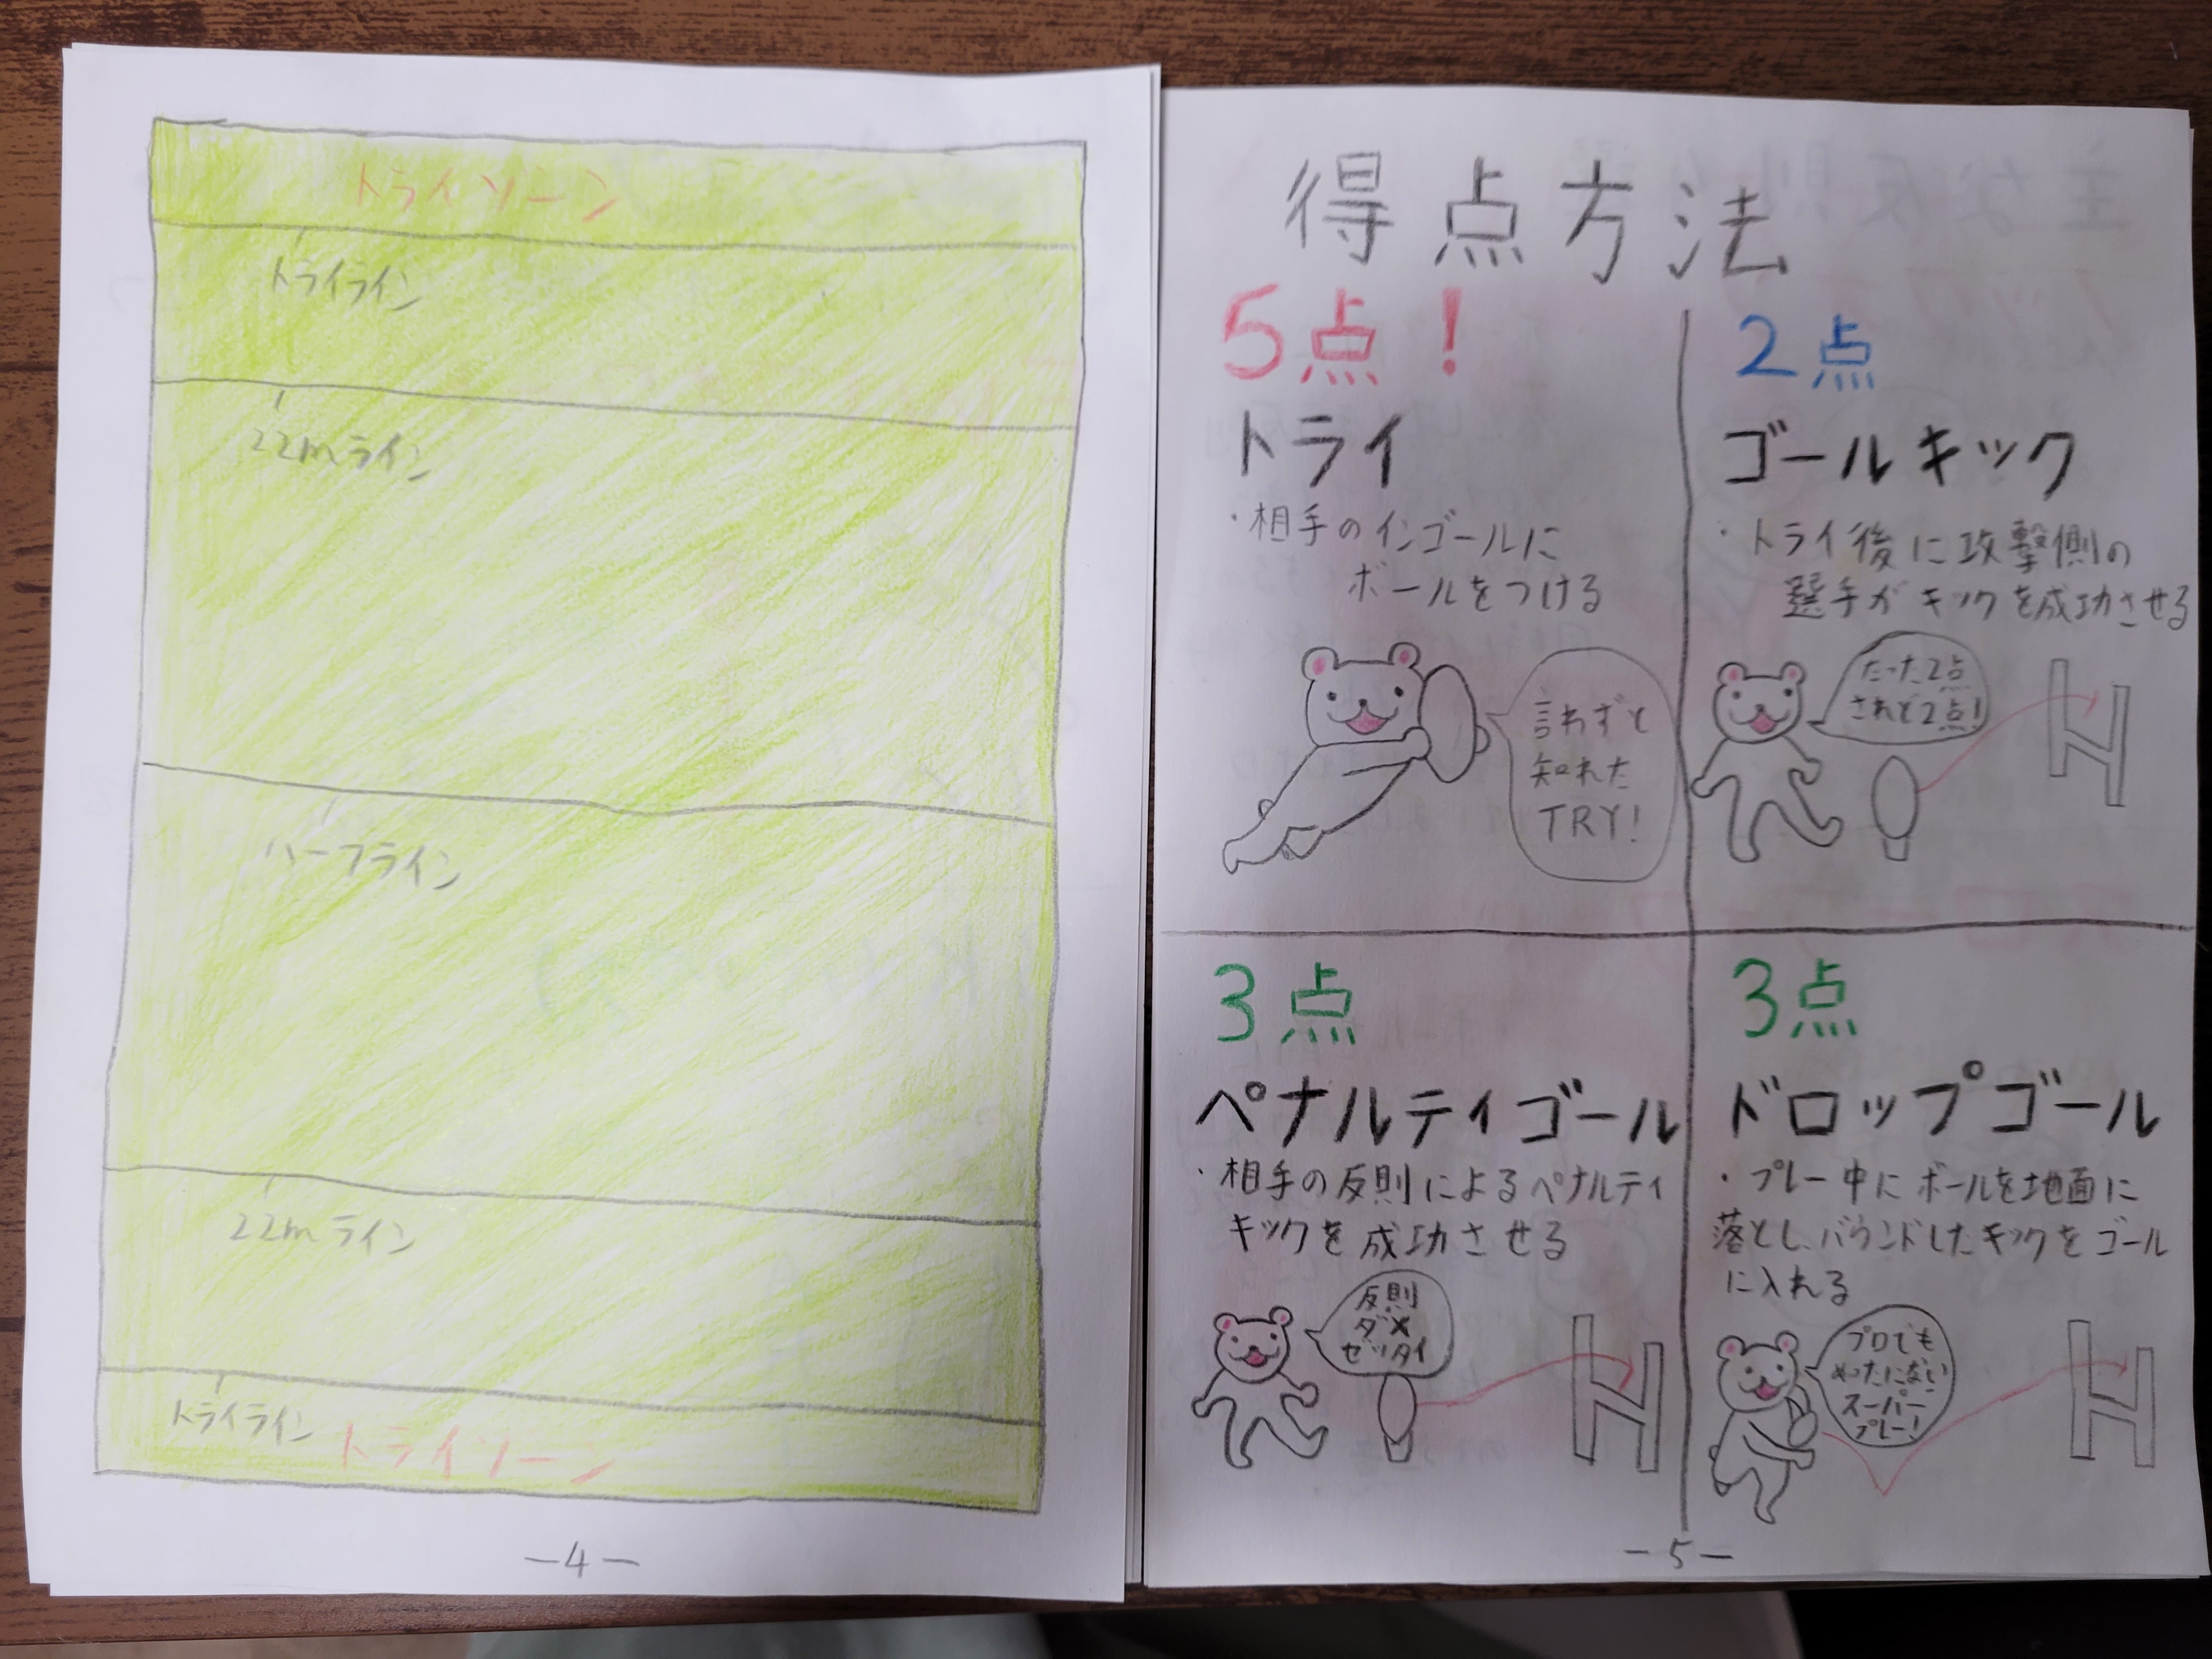 トライゾーン
トライライン
22mライン
ハーフライン
22mライン
トライライン
トライゾーン
—4—
得点方法
5点！
トライ
・相手のインゴールに
ボールをつける
言わずと
知れた
TRY!
2点
ゴールキック
・トライ後に攻撃側の
選手がキックを成功させる
たった2点
されど2点!
3点
ペナルティゴール
・相手の反則によるペナルティ
キックを成功させる
反則
ダメ
ゼッタイ
3点
ドロップゴール
・プレー中にボールを地面に
落とし、バウンドしたキックをゴール
に入れる
プロでも
めったにない
スーパー
プレー!
—5—